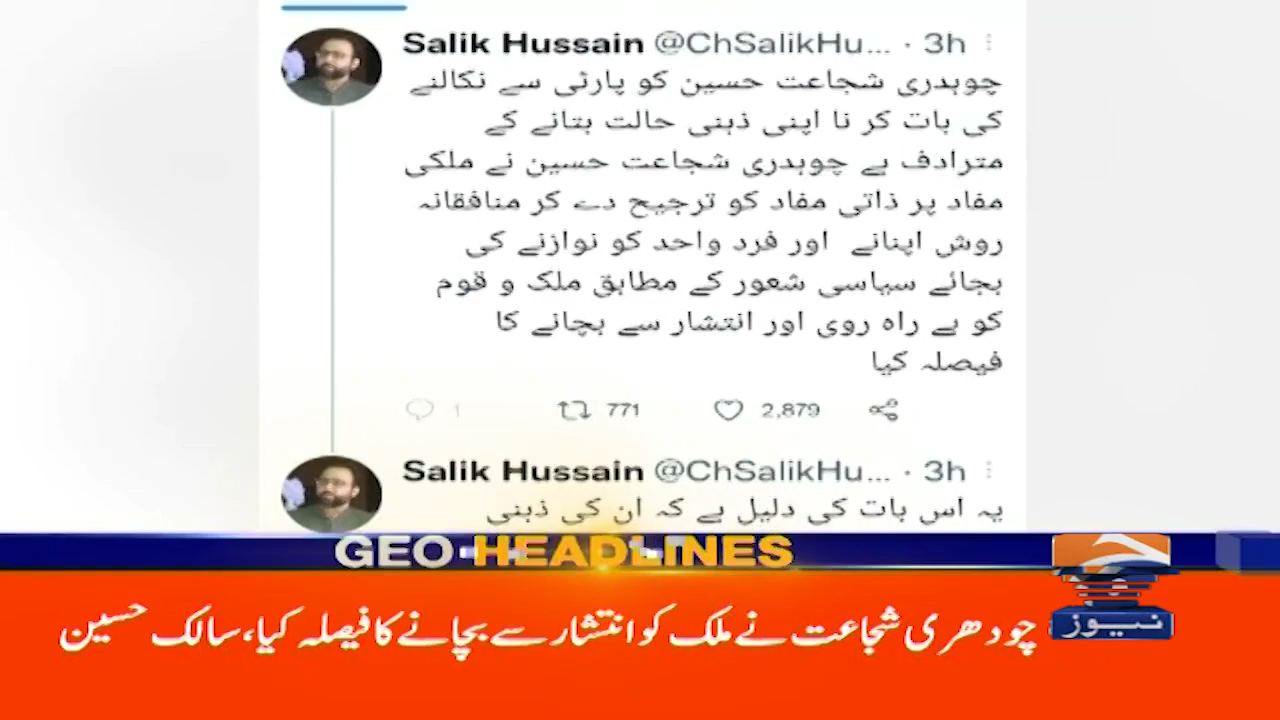 Salik Hussain @ChSalikHu... · 3h
چوہدری شجاعت حسین کو پارٹی سے نکالنے
کی بات کر نا اپنی ذہنی حالت بتانے کے
مترادف ہے چوہدری شجاعت حسین نے ملکی
مفاد پر ذاتی مفاد کو ترجیح دے کر منافقانہ
روش اپنانے اور فرد واحد کو نوازنے کی
بجائے سیاسی شعور کے مطابق ملک و قوم
کو بے راہ روی اور انتشار سے بچانے کا
فیصلہ کیا
1 771 2,879
Salik Hussain @ChSalikHu... · 3h
یہ اس بات کی دلیل ہے کہ ان کی ذہنی
GEO HEADLINES
نیوز
چودھری شجاعت نے ملک کو انتشار سے بچانے کا فیصلہ کیا، سالک حسین